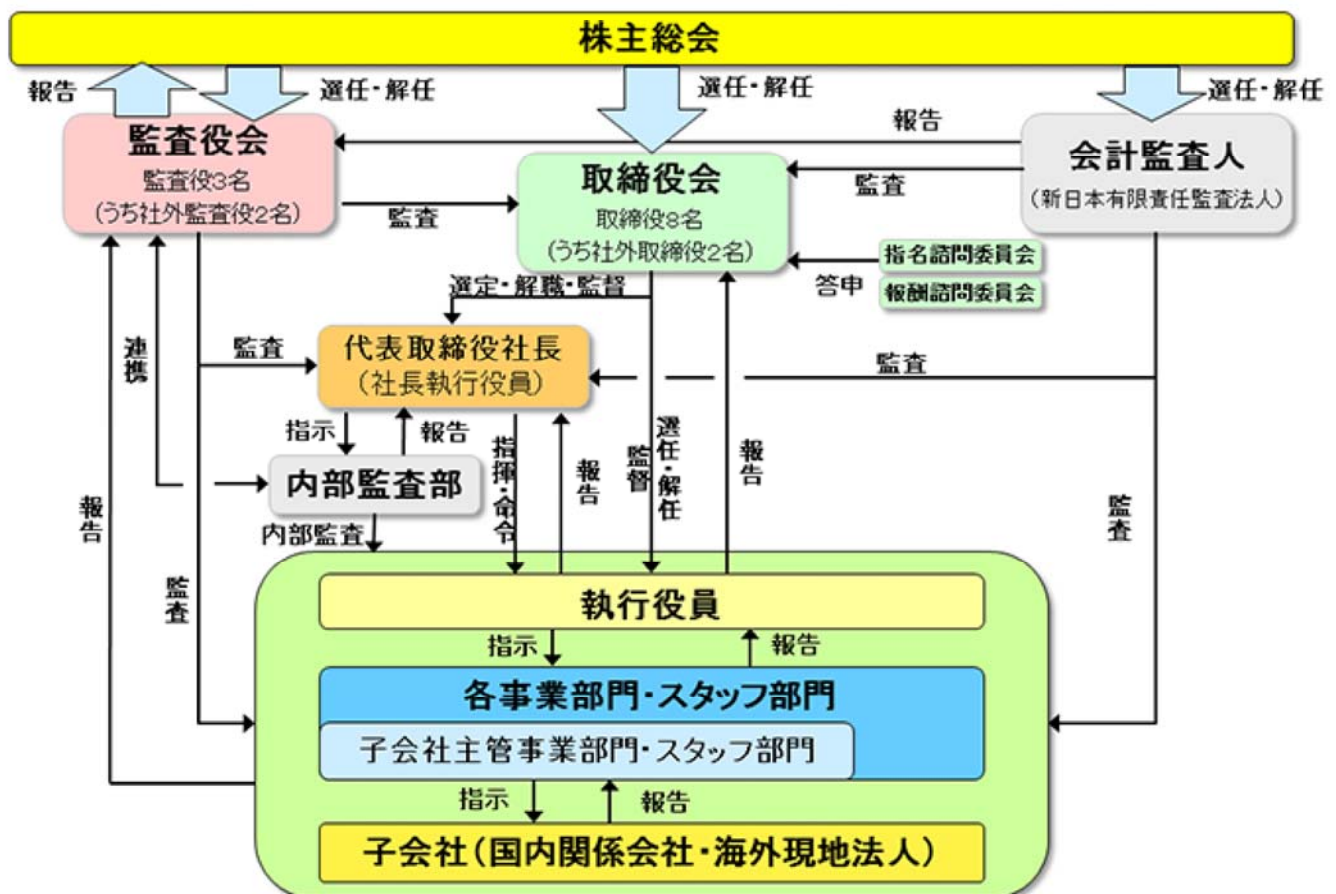 株主総会
報告
選任・解任
選任・解任
選任・解任
監査役会
監査役3名
(うち社外監査役2名)
報告
会計監査人
(新日本有限責任監査法人)
取締役会
取締役8名
(うち社外取締役2名)
監査
監査
指名諮問委員会
報酬諮問委員会
答申
選定・解職・監督
連携
監査
代表取締役社長
(社長執行役員)
監査
指示
報告
内部監査部
内部監査
指揮・命令
報告
監督
選任・解任
報告
監査
報告
監査
執行役員
指示
報告
各事業部門・スタッフ部門
子会社主管事業部門・スタッフ部門
指示
報告
子会社(国内関係会社・海外現地法人)